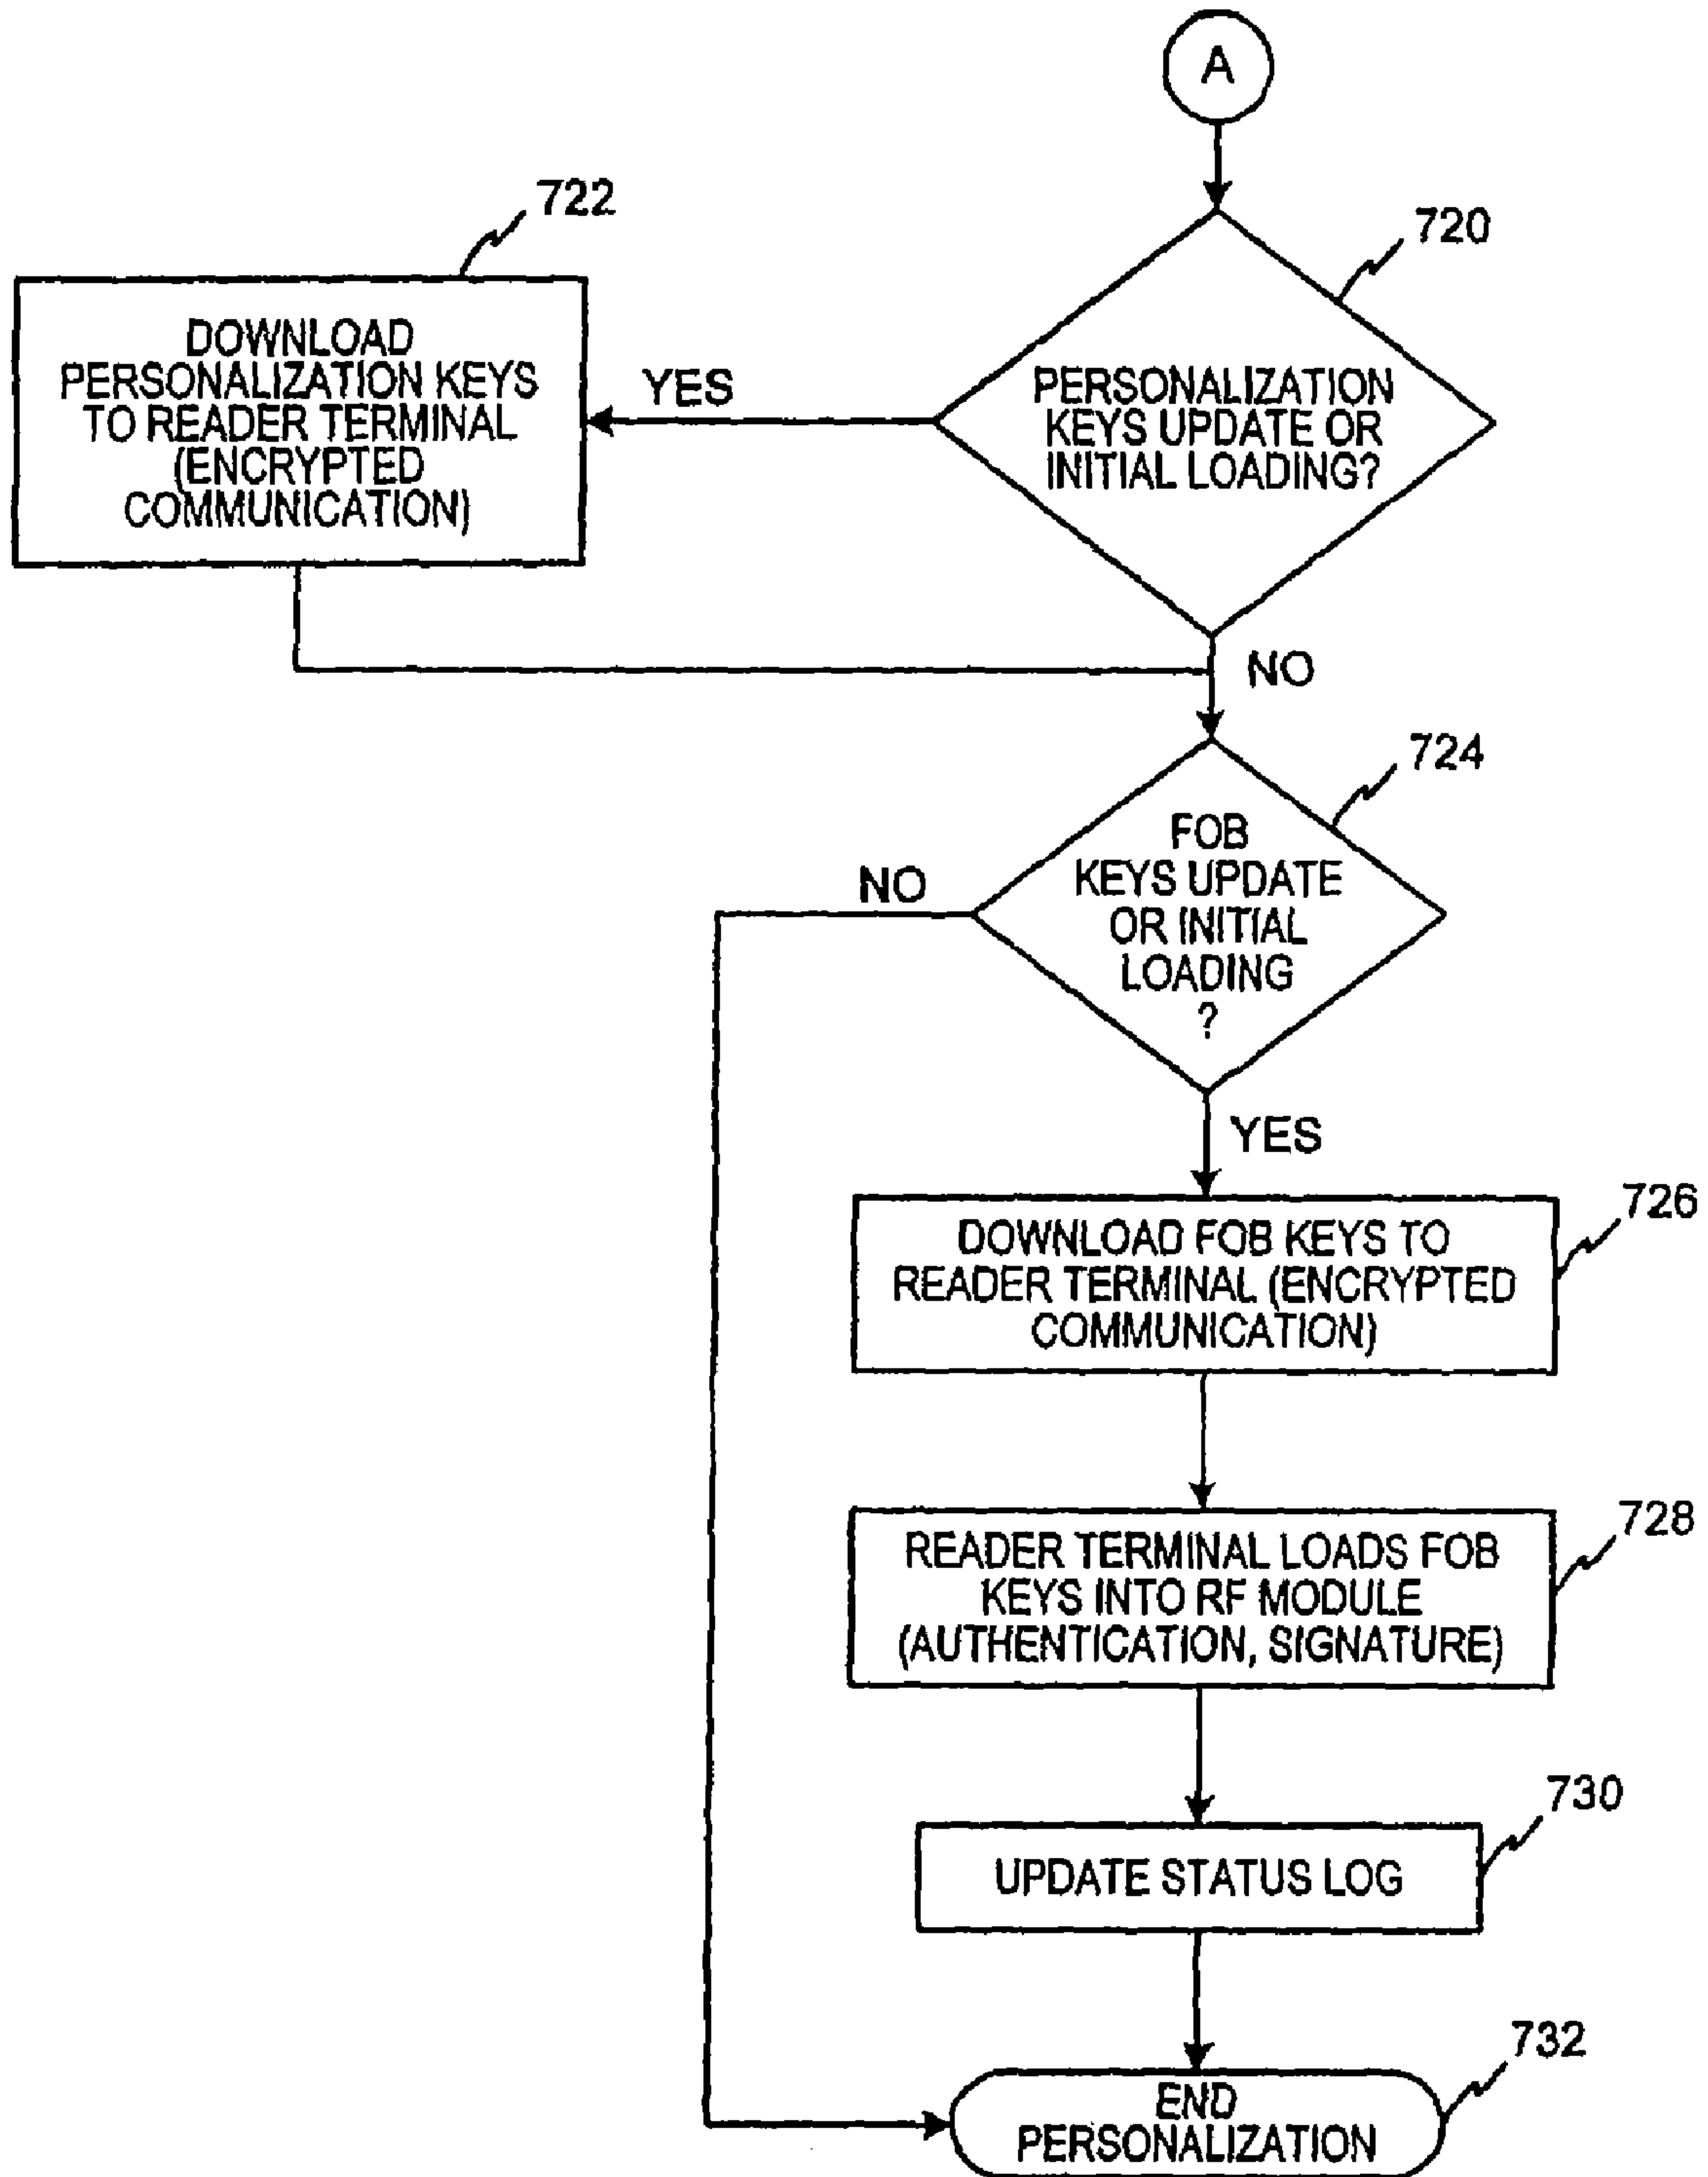 A
722
720
DOWNLOAD
PERSONALIZATION KEYS
TO READER TERMINAL
(ENCRYPTED
COMMUNICATION)
YES
PERSONALIZATION
KEYS UPDATE OR
INITIAL LOADING?
NO
724
FOB
KEYS UPDATE
OR INITIAL
LOADING
?
NO
YES
726
DOWNLOAD FOB KEYS TO
READER TERMINAL (ENCRYPTED
COMMUNICATION)
728
READER TERMINAL LOADS FOB
KEYS INTO RF MODULE
(AUTHENTICATION, SIGNATURE)
730
UPDATE STATUS LOG
732
END
PERSONALIZATION